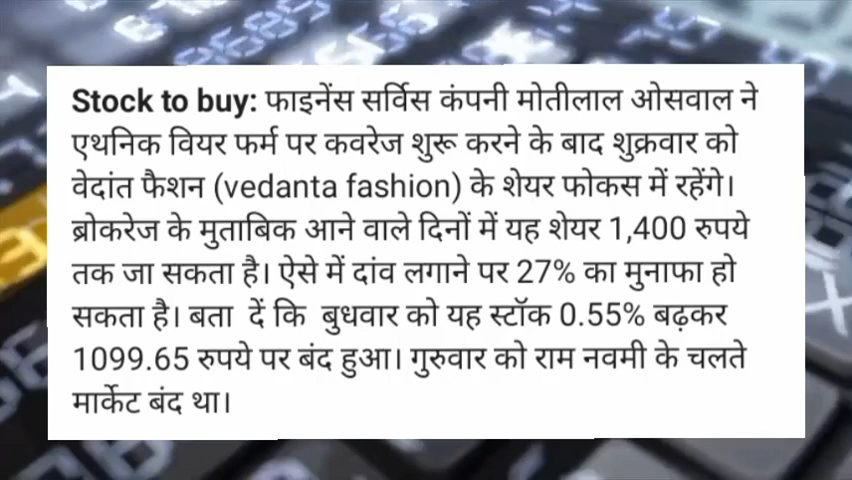 Stock to buy: फाइनेंस सर्विस कंपनी मोतीलाल ओसवाल ने
एथनिक वियर फर्म पर कवरेज शुरू करने के बाद शुक्रवार को
वेदांत फैशन (vedanta fashion) के शेयर फोकस में रहेंगे।
ब्रोकरेज के मुताबिक आने वाले दिनों में यह शेयर 1,400 रुपये
तक जा सकता है। ऐसे में दांव लगाने पर 27% का मुनाफा हो
सकता है। बता दें कि बुधवार को यह स्टॉक 0.55% बढ़कर
1099.65 रुपये पर बंद हुआ। गुरुवार को राम नवमी के चलते
मार्केट बंद था।